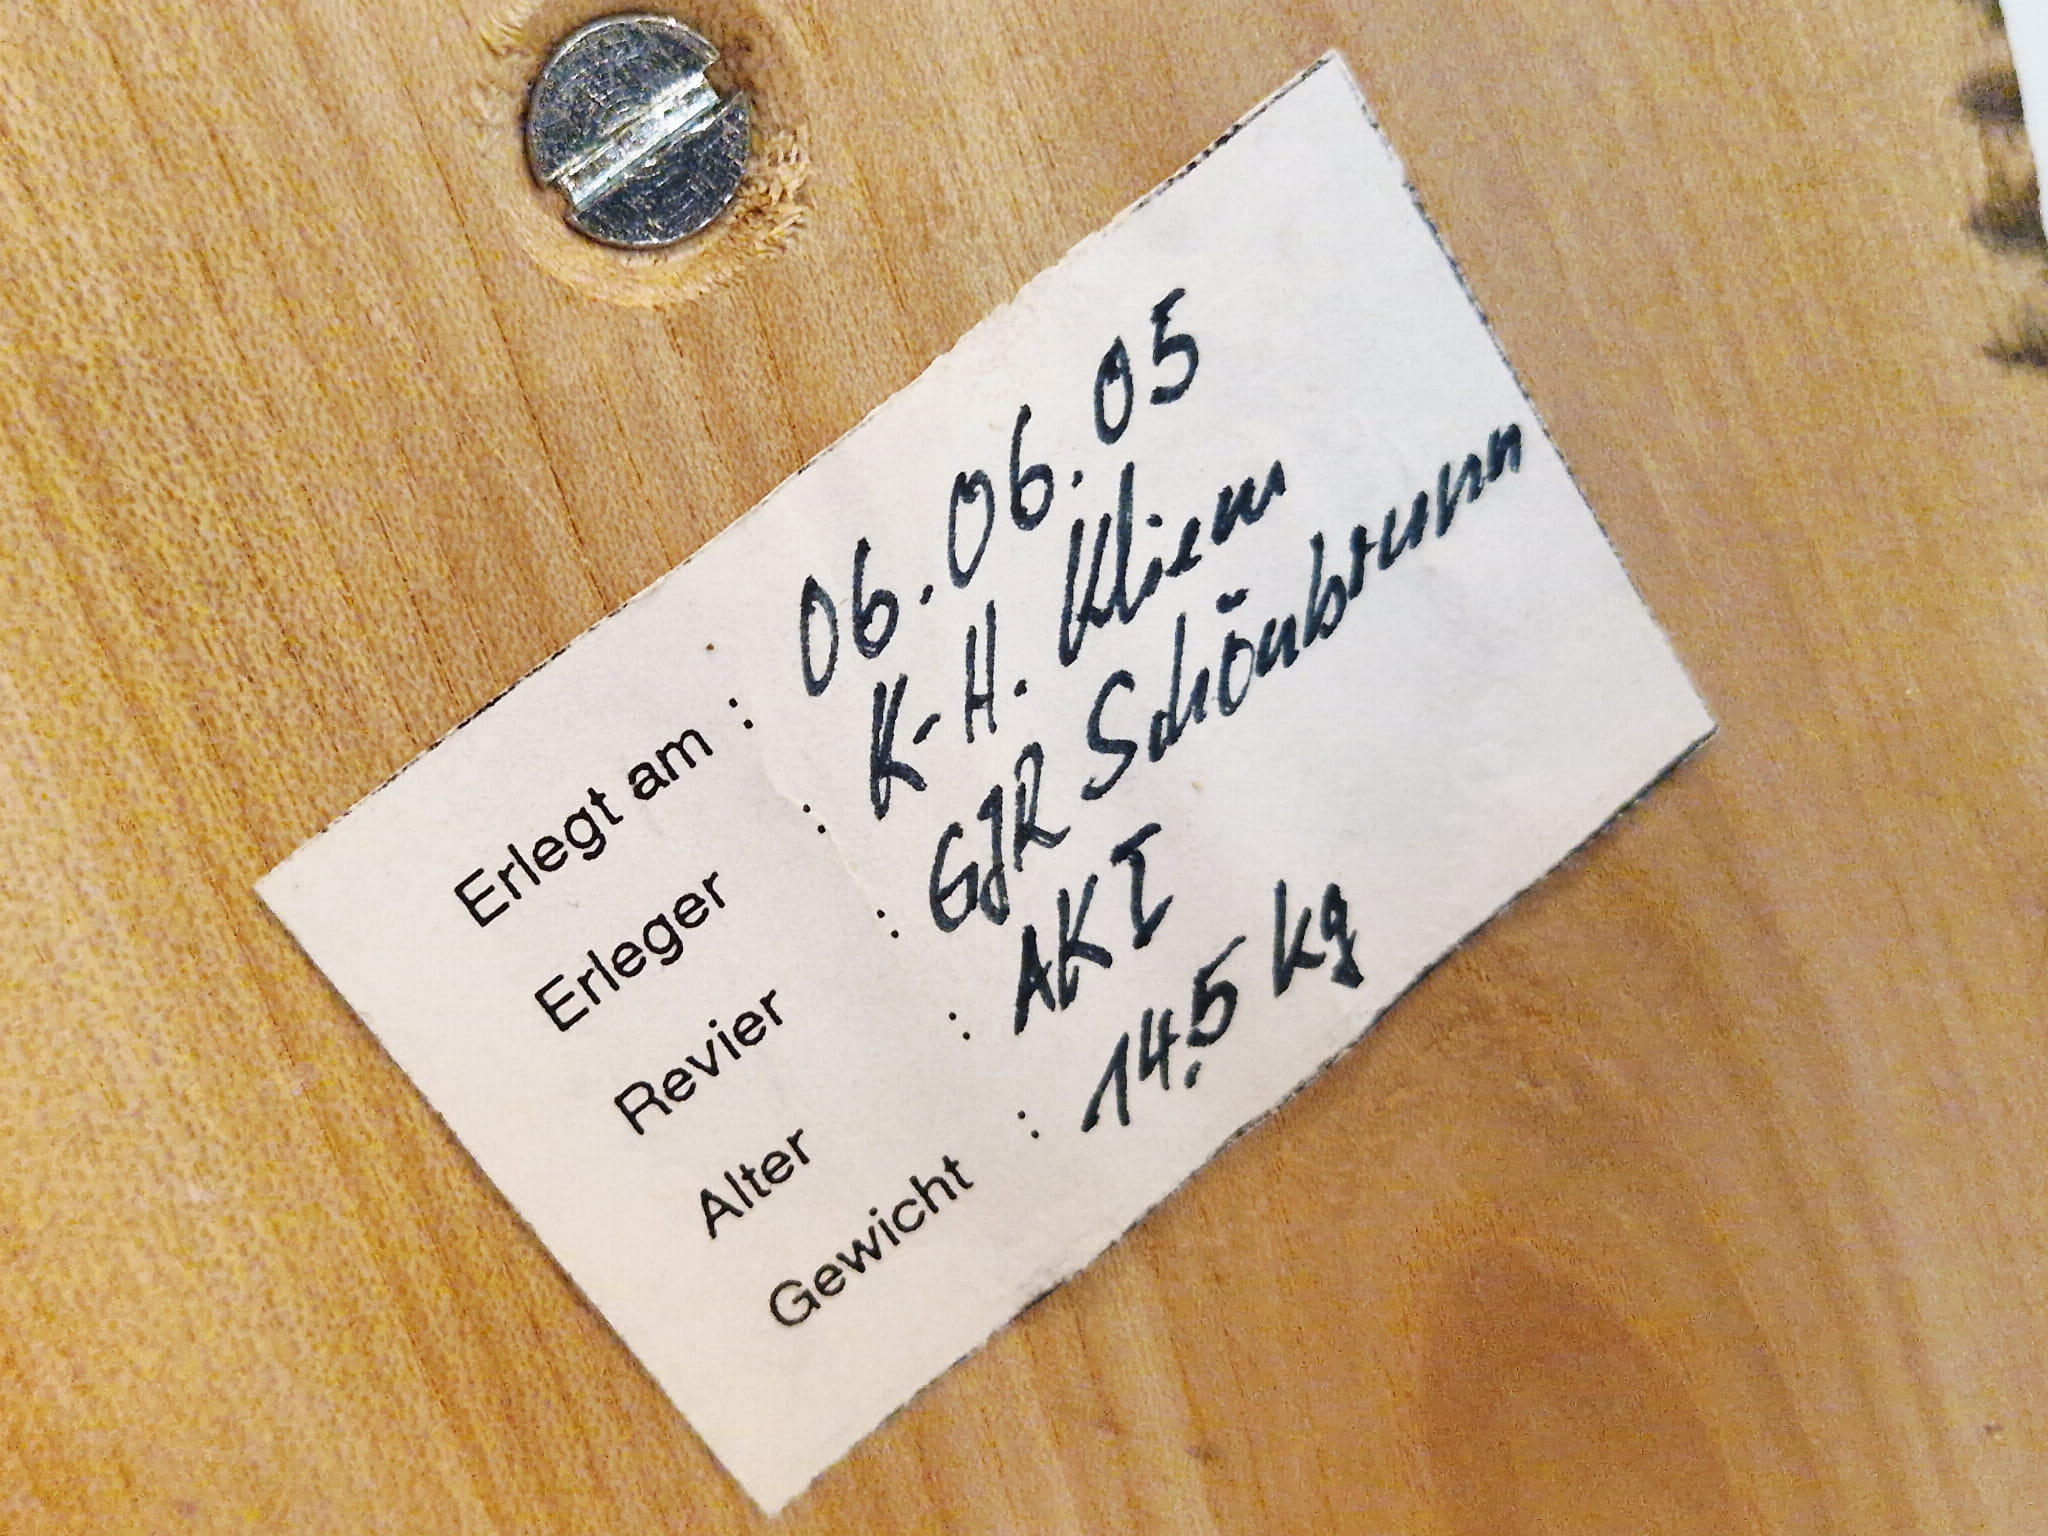 Erlegt am : 06.06.05
Erleger : K-H. Kliem
Revier : GJR Schönbrunn
Alter : AK I
Gewicht : 14,5 kg